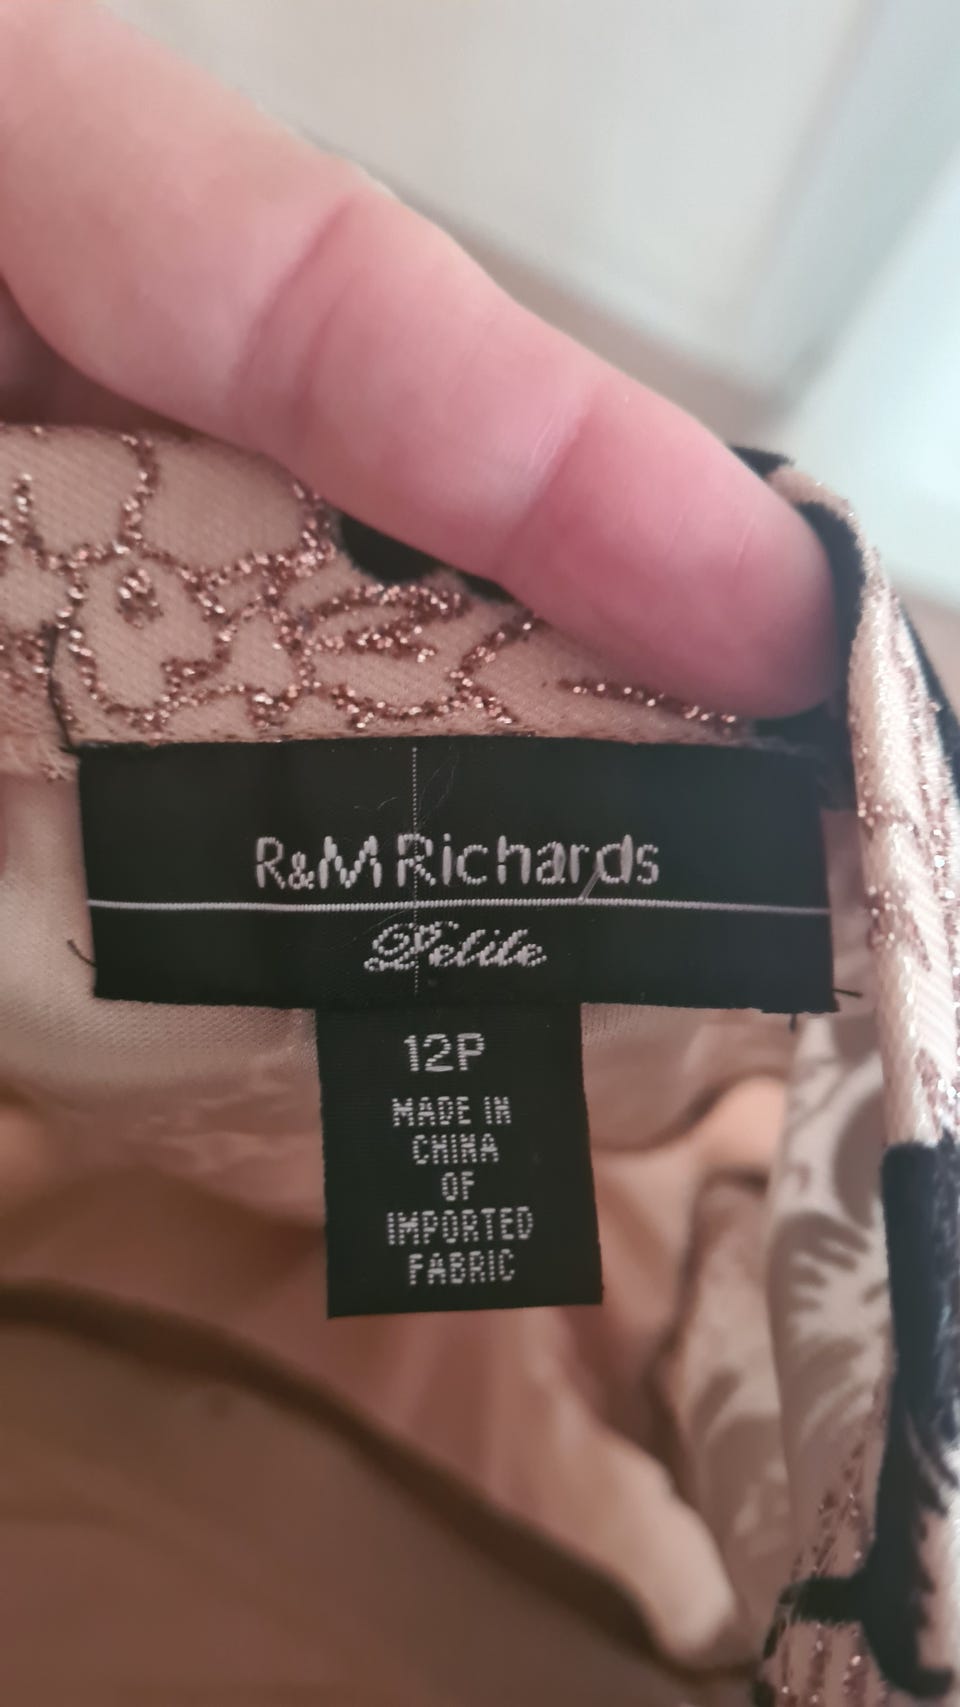 R&M Richards
Petite
12P
MADE IN
CHINA
OF
IMPORTED
FABRIC